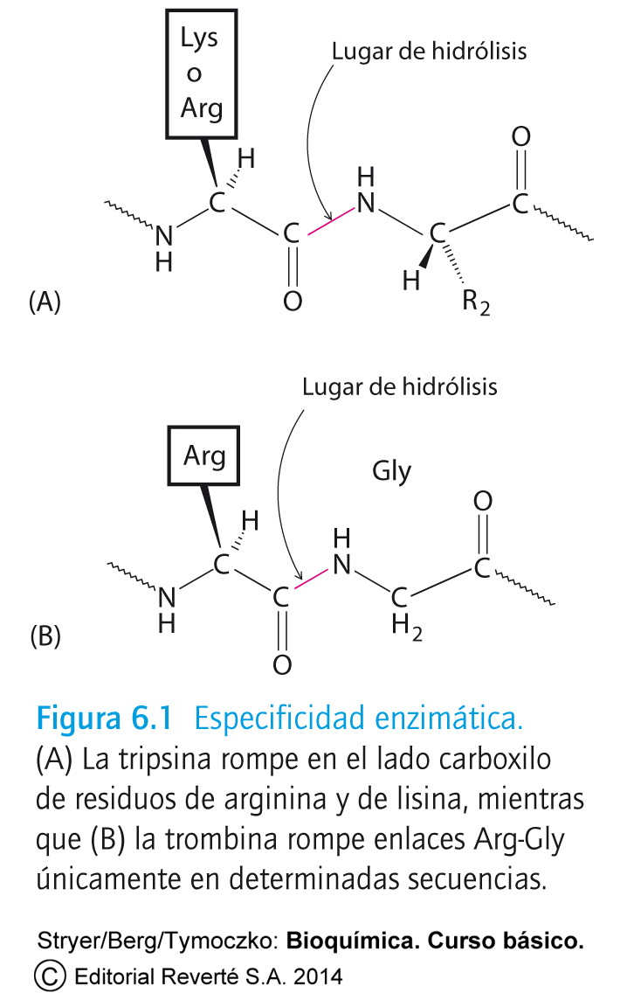 Lys
o
Arg
Lugar de hidrólisis
H
O
H
N
C
C
N
H
C
O
C
H
R2
(A)
Lugar de hidrólisis
Arg
Gly
H
O
H
N
C
C
N
H
C
O
C
H2
(B)
Figura 6.1 Especificidad enzimática.
(A) La tripsina rompe en el lado carboxilo
de residuos de arginina y de lisina, mientras
que (B) la trombina rompe enlaces Arg-Gly
únicamente en determinadas secuencias.
Stryer/Berg/Tymoczko: Bioquímica. Curso básico.
© Editorial Reverté S.A. 2014